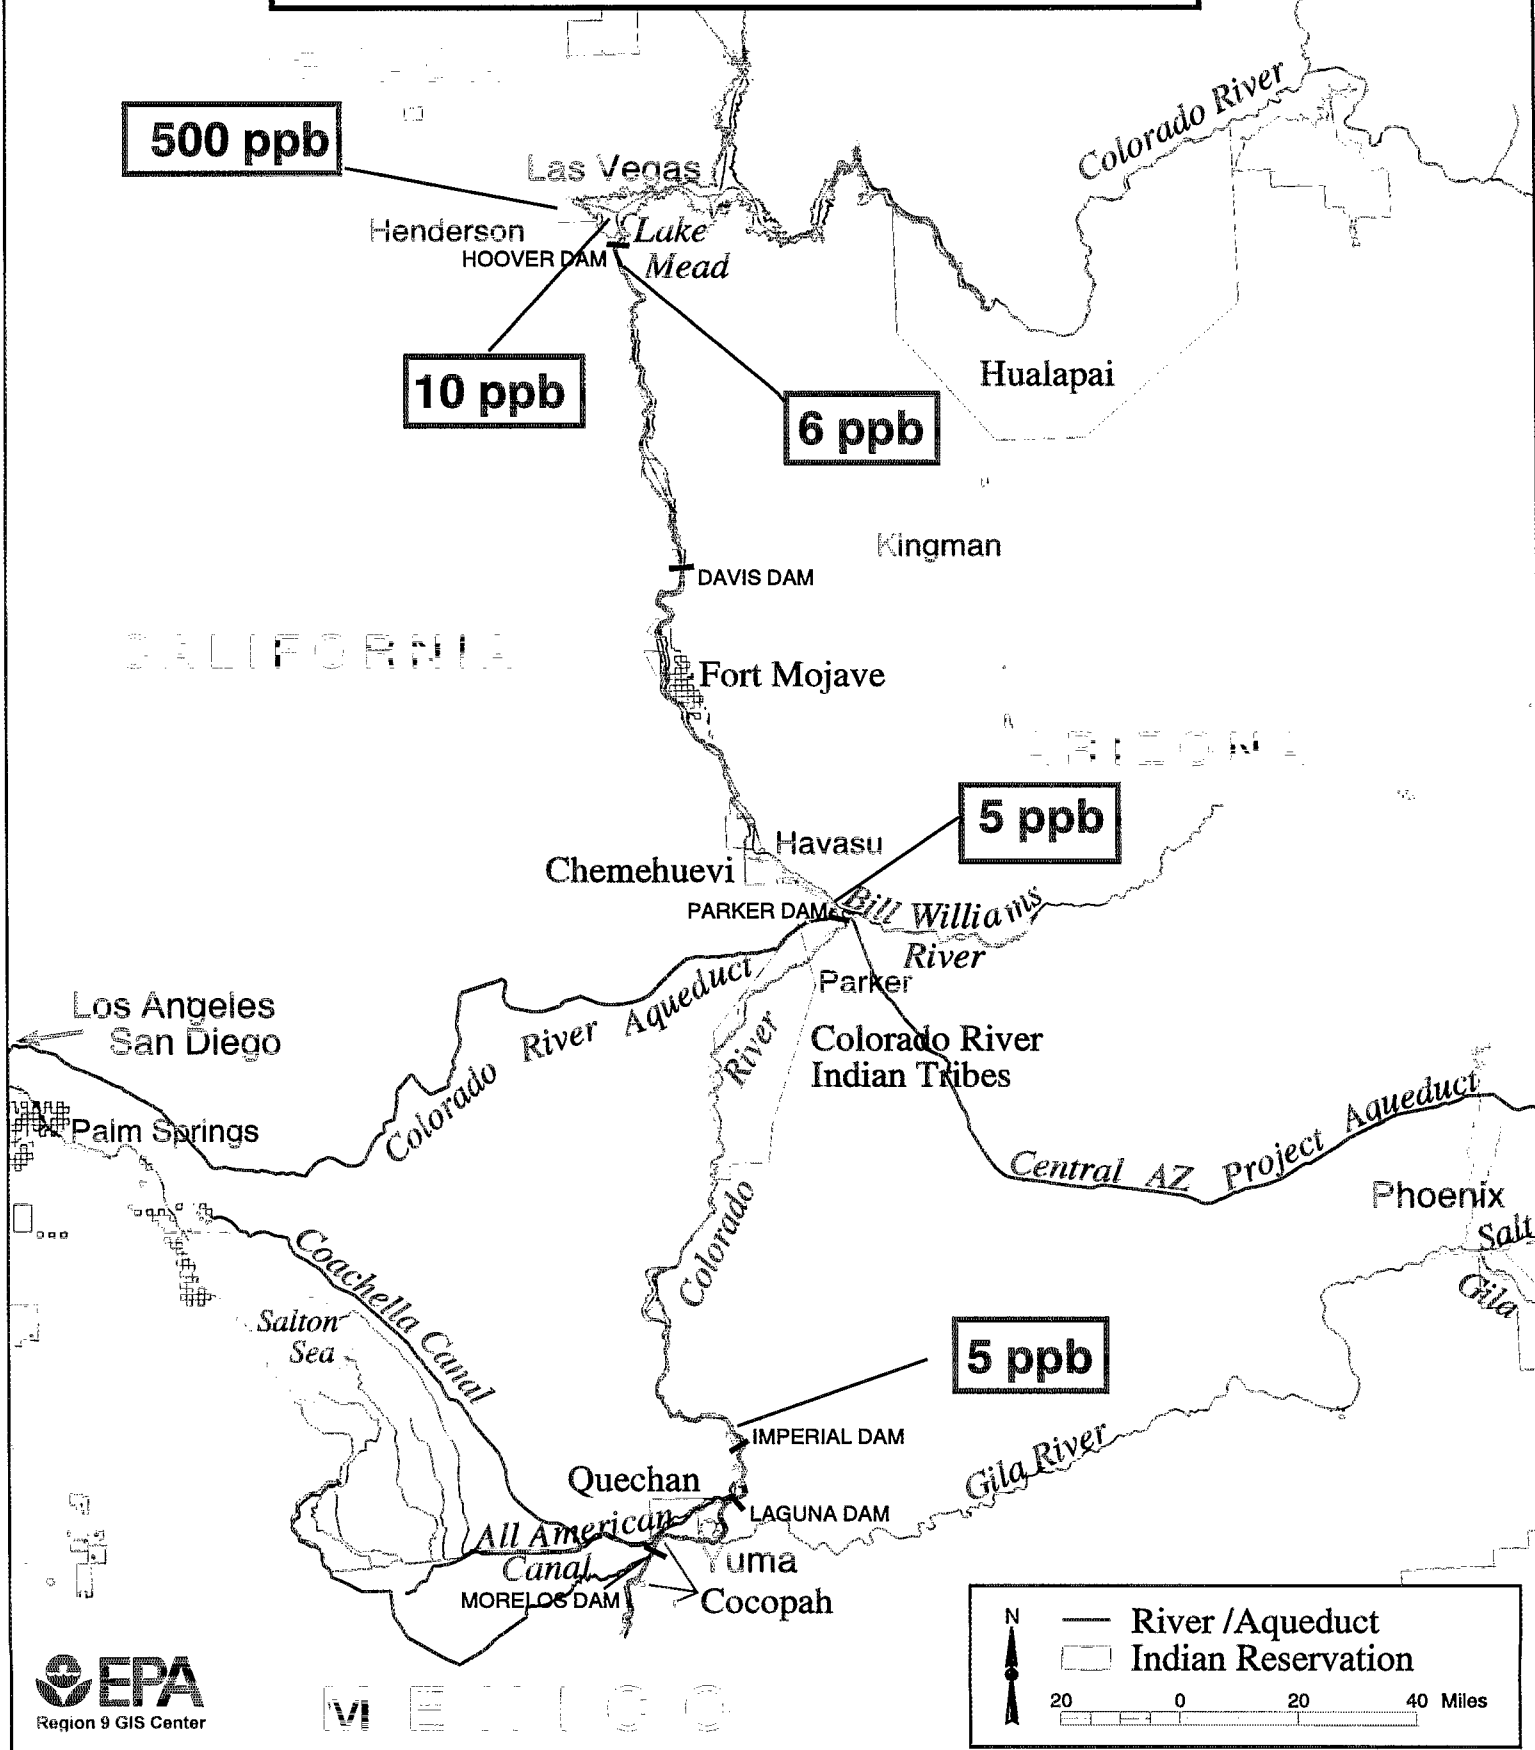 Colorado River
500 ppb
Las Vegas
Henderson
Lake
Mead
HOOVER DAM
10 ppb
6 ppb
Hualapai
Kingman
DAVIS DAM
CALIFORNIA
Fort Mojave
ARIZONA
5 ppb
Havasu
Chemehuevi
PARKER DAM
Bill Williams
River
Parker
Colorado River Aqueduct
Los Angeles
San Diego
Colorado River
Indian Tribes
Colorado River
Palm Springs
Central AZ Project Aqueduct
Phoenix
Salt
Gila
Coachella Canal
Salton
Sea
5 ppb
IMPERIAL DAM
Gila River
Quechan
LAGUNA DAM
All American
Canal
Yuma
MORELOS DAM
Cocopah
MEXICO
EPA
Region 9 GIS Center
N
River /Aqueduct
Indian Reservation
20 0 20 40 Miles